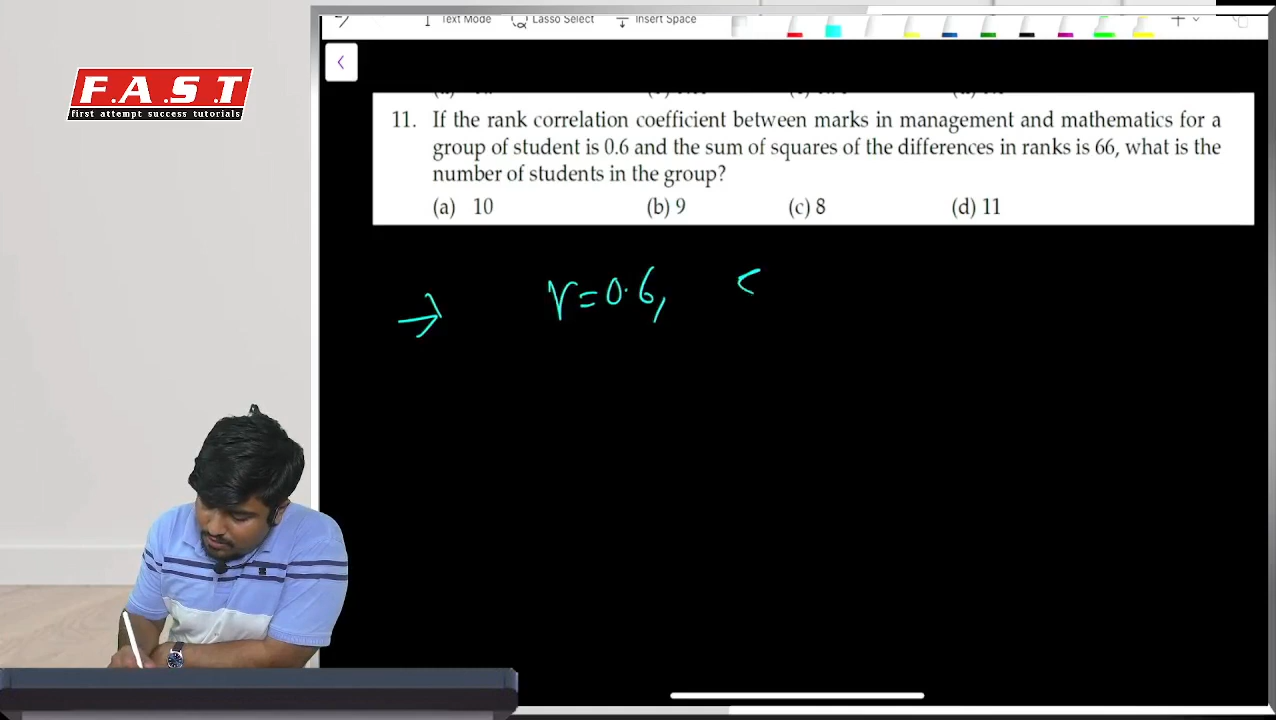 Text Mode Lasso Select Insert Space
F.A.S.T
first attempt success tutorials
11. If the rank correlation coefficient between marks in management and mathematics for a
group of student is 0.6 and the sum of squares of the differences in ranks is 66, what is the
number of students in the group?
(a) 10 (b) 9 (c) 8 (d) 11
→ r=0.6,